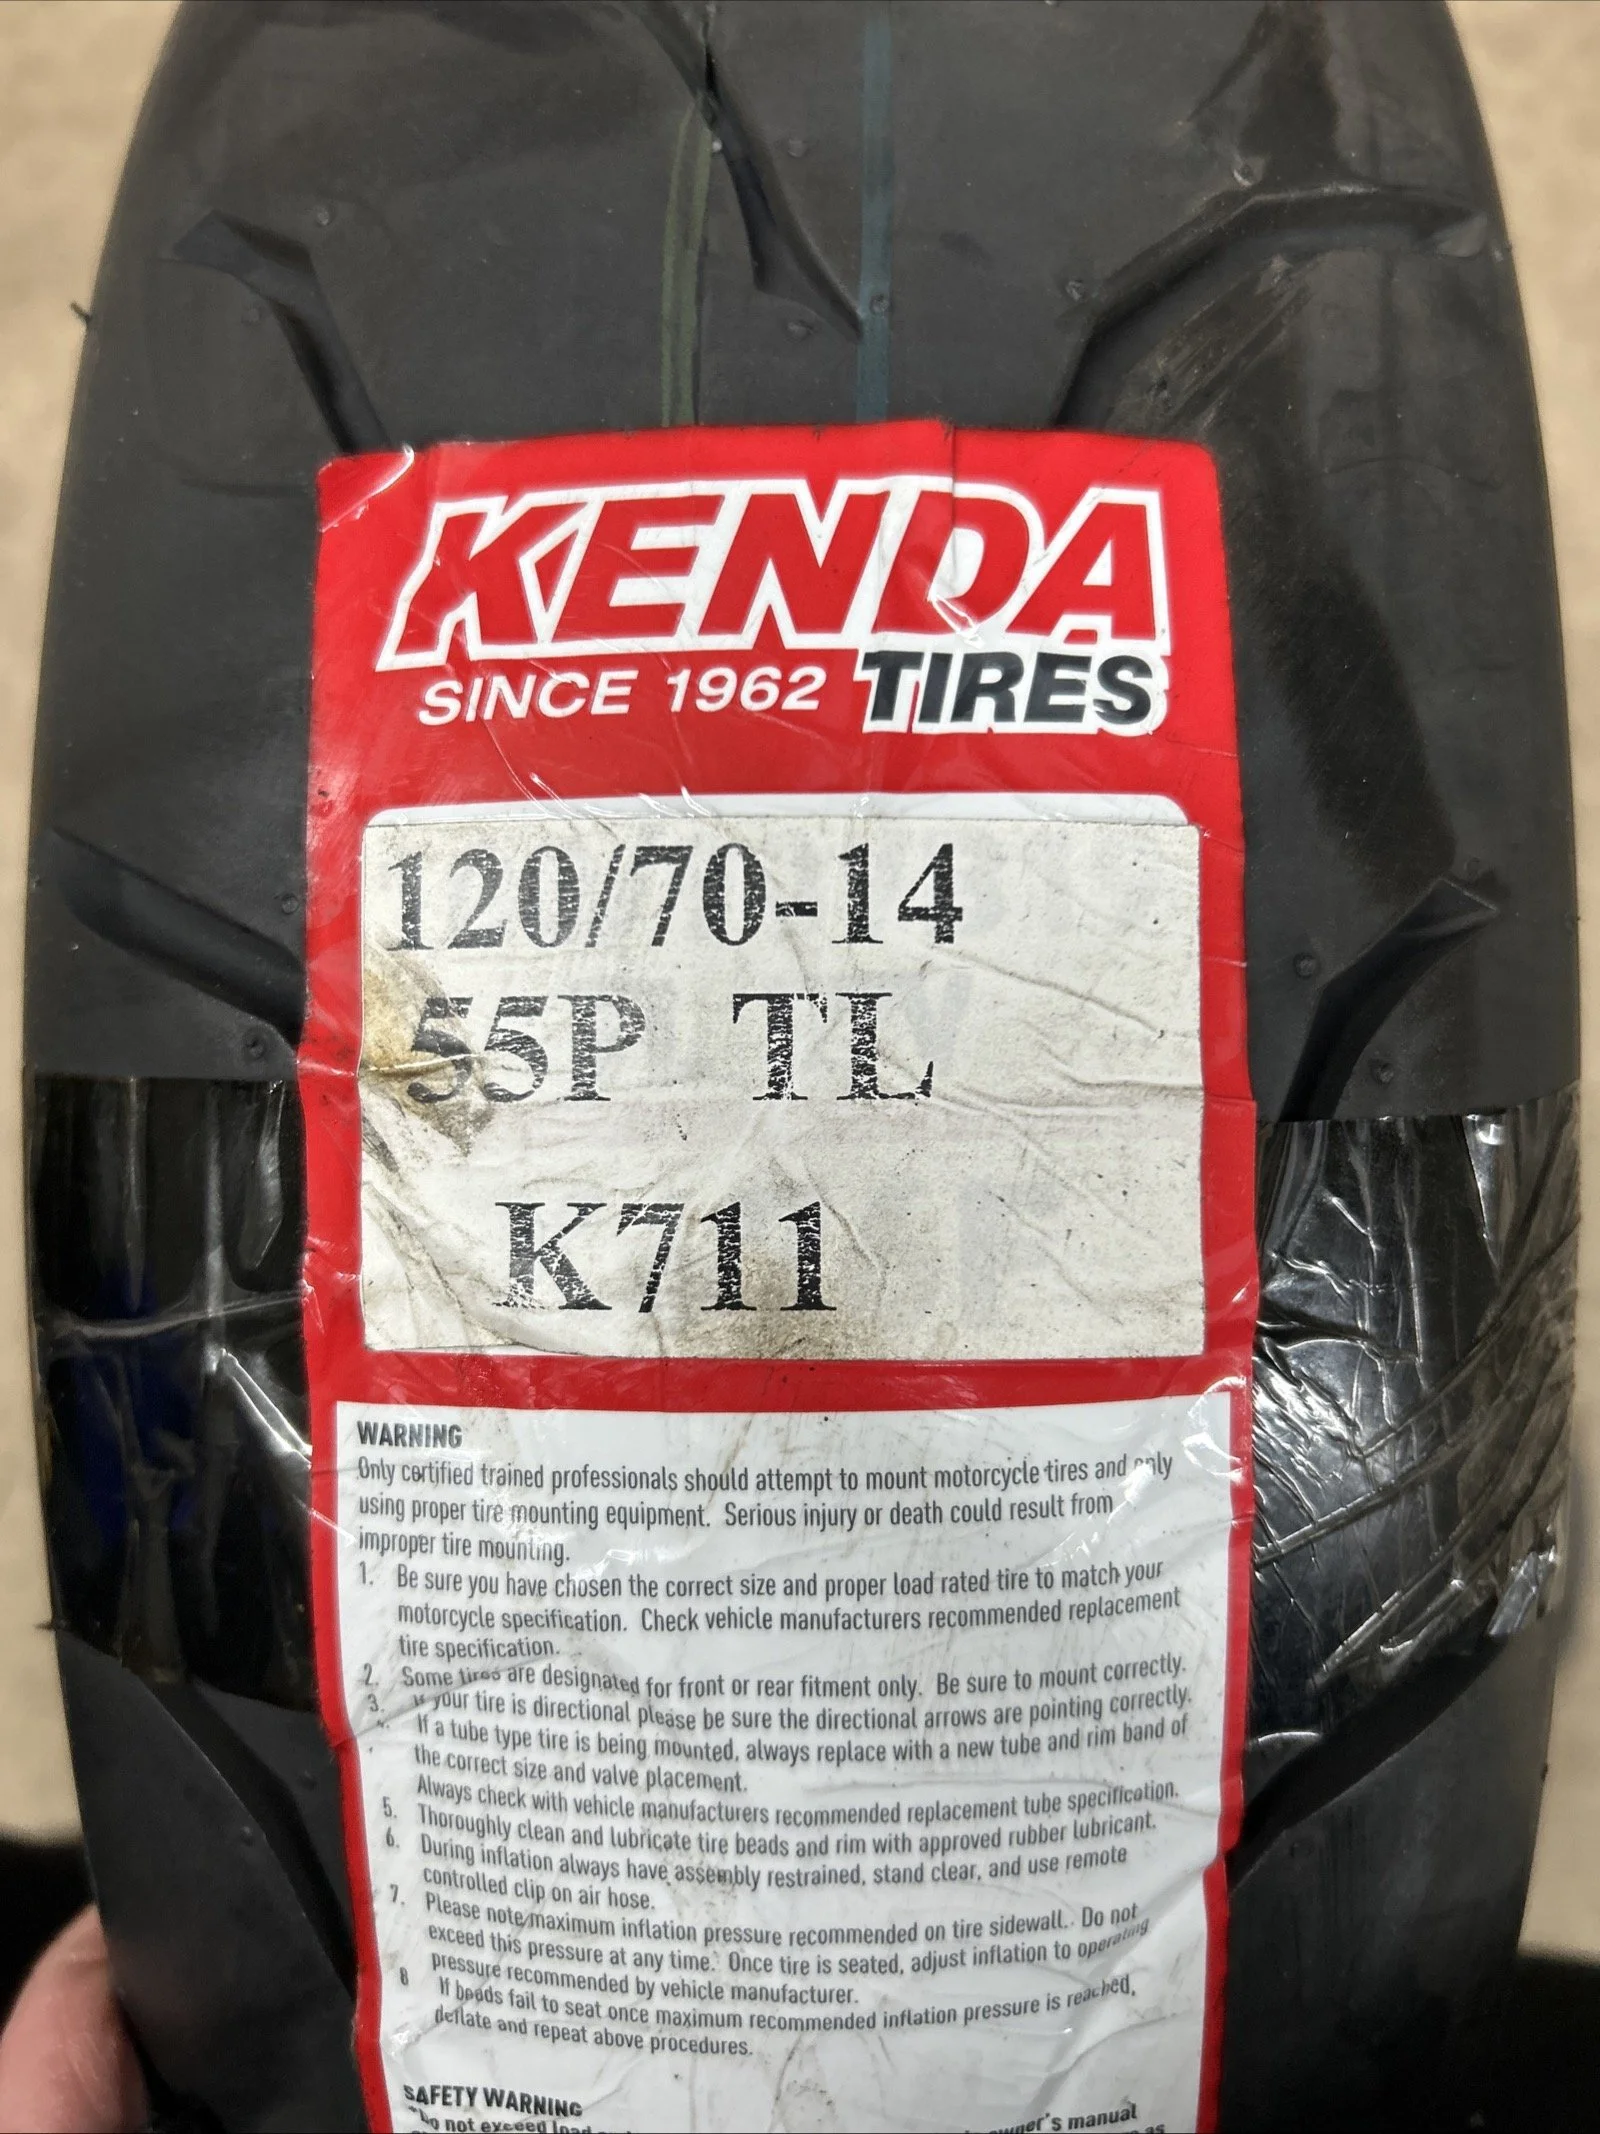 KENDA
SINCE 1962 TIRES
120/70-14
55P TL
K711
WARNING
Only certified trained professionals should attempt to mount motorcycle tires and only
using proper tire mounting equipment. Serious injury or death could result from
improper tire mounting.
1. Be sure you have chosen the correct size and proper load rated tire to match your
motorcycle specification. Check vehicle manufacturers recommended replacement
tire specification.
2. Some tires are designated for front or rear fitment only. Be sure to mount correctly.
3. If your tire is directional please be sure the directional arrows are pointing correctly.
4. If a tube type tire is being mounted, always replace with a new tube and rim band of
the correct size and valve placement.
Always check with vehicle manufacturers recommended replacement tube specification.
5. Thoroughly clean and lubricate tire beads and rim with approved rubber lubricant.
6. During inflation always have assembly restrained, stand clear, and use remote
controlled clip on air hose.
7. Please note maximum inflation pressure recommended on tire sidewall. Do not
exceed this pressure at any time. Once tire is seated, adjust inflation to operating
pressure recommended by vehicle manufacturer.
8 If beads fail to seat once maximum recommended inflation pressure is reached,
deflate and repeat above procedures.
SAFETY WARNING
*Do not exceed load owner's manual
as